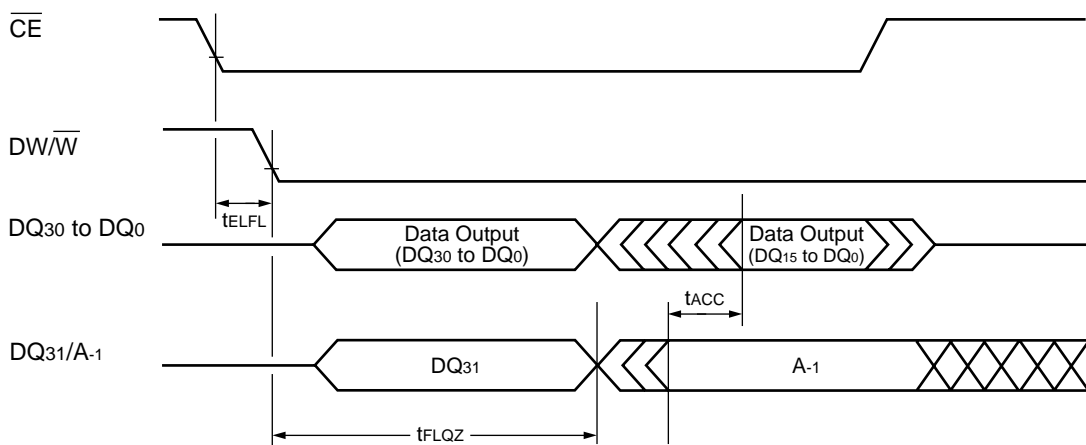 CE
DW/W
tELFL
DQ30 to DQ0
Data Output
(DQ30 to DQ0)
Data Output
(DQ15 to DQ0)
tACC
DQ31/A-1
DQ31
A-1
tFLQZ